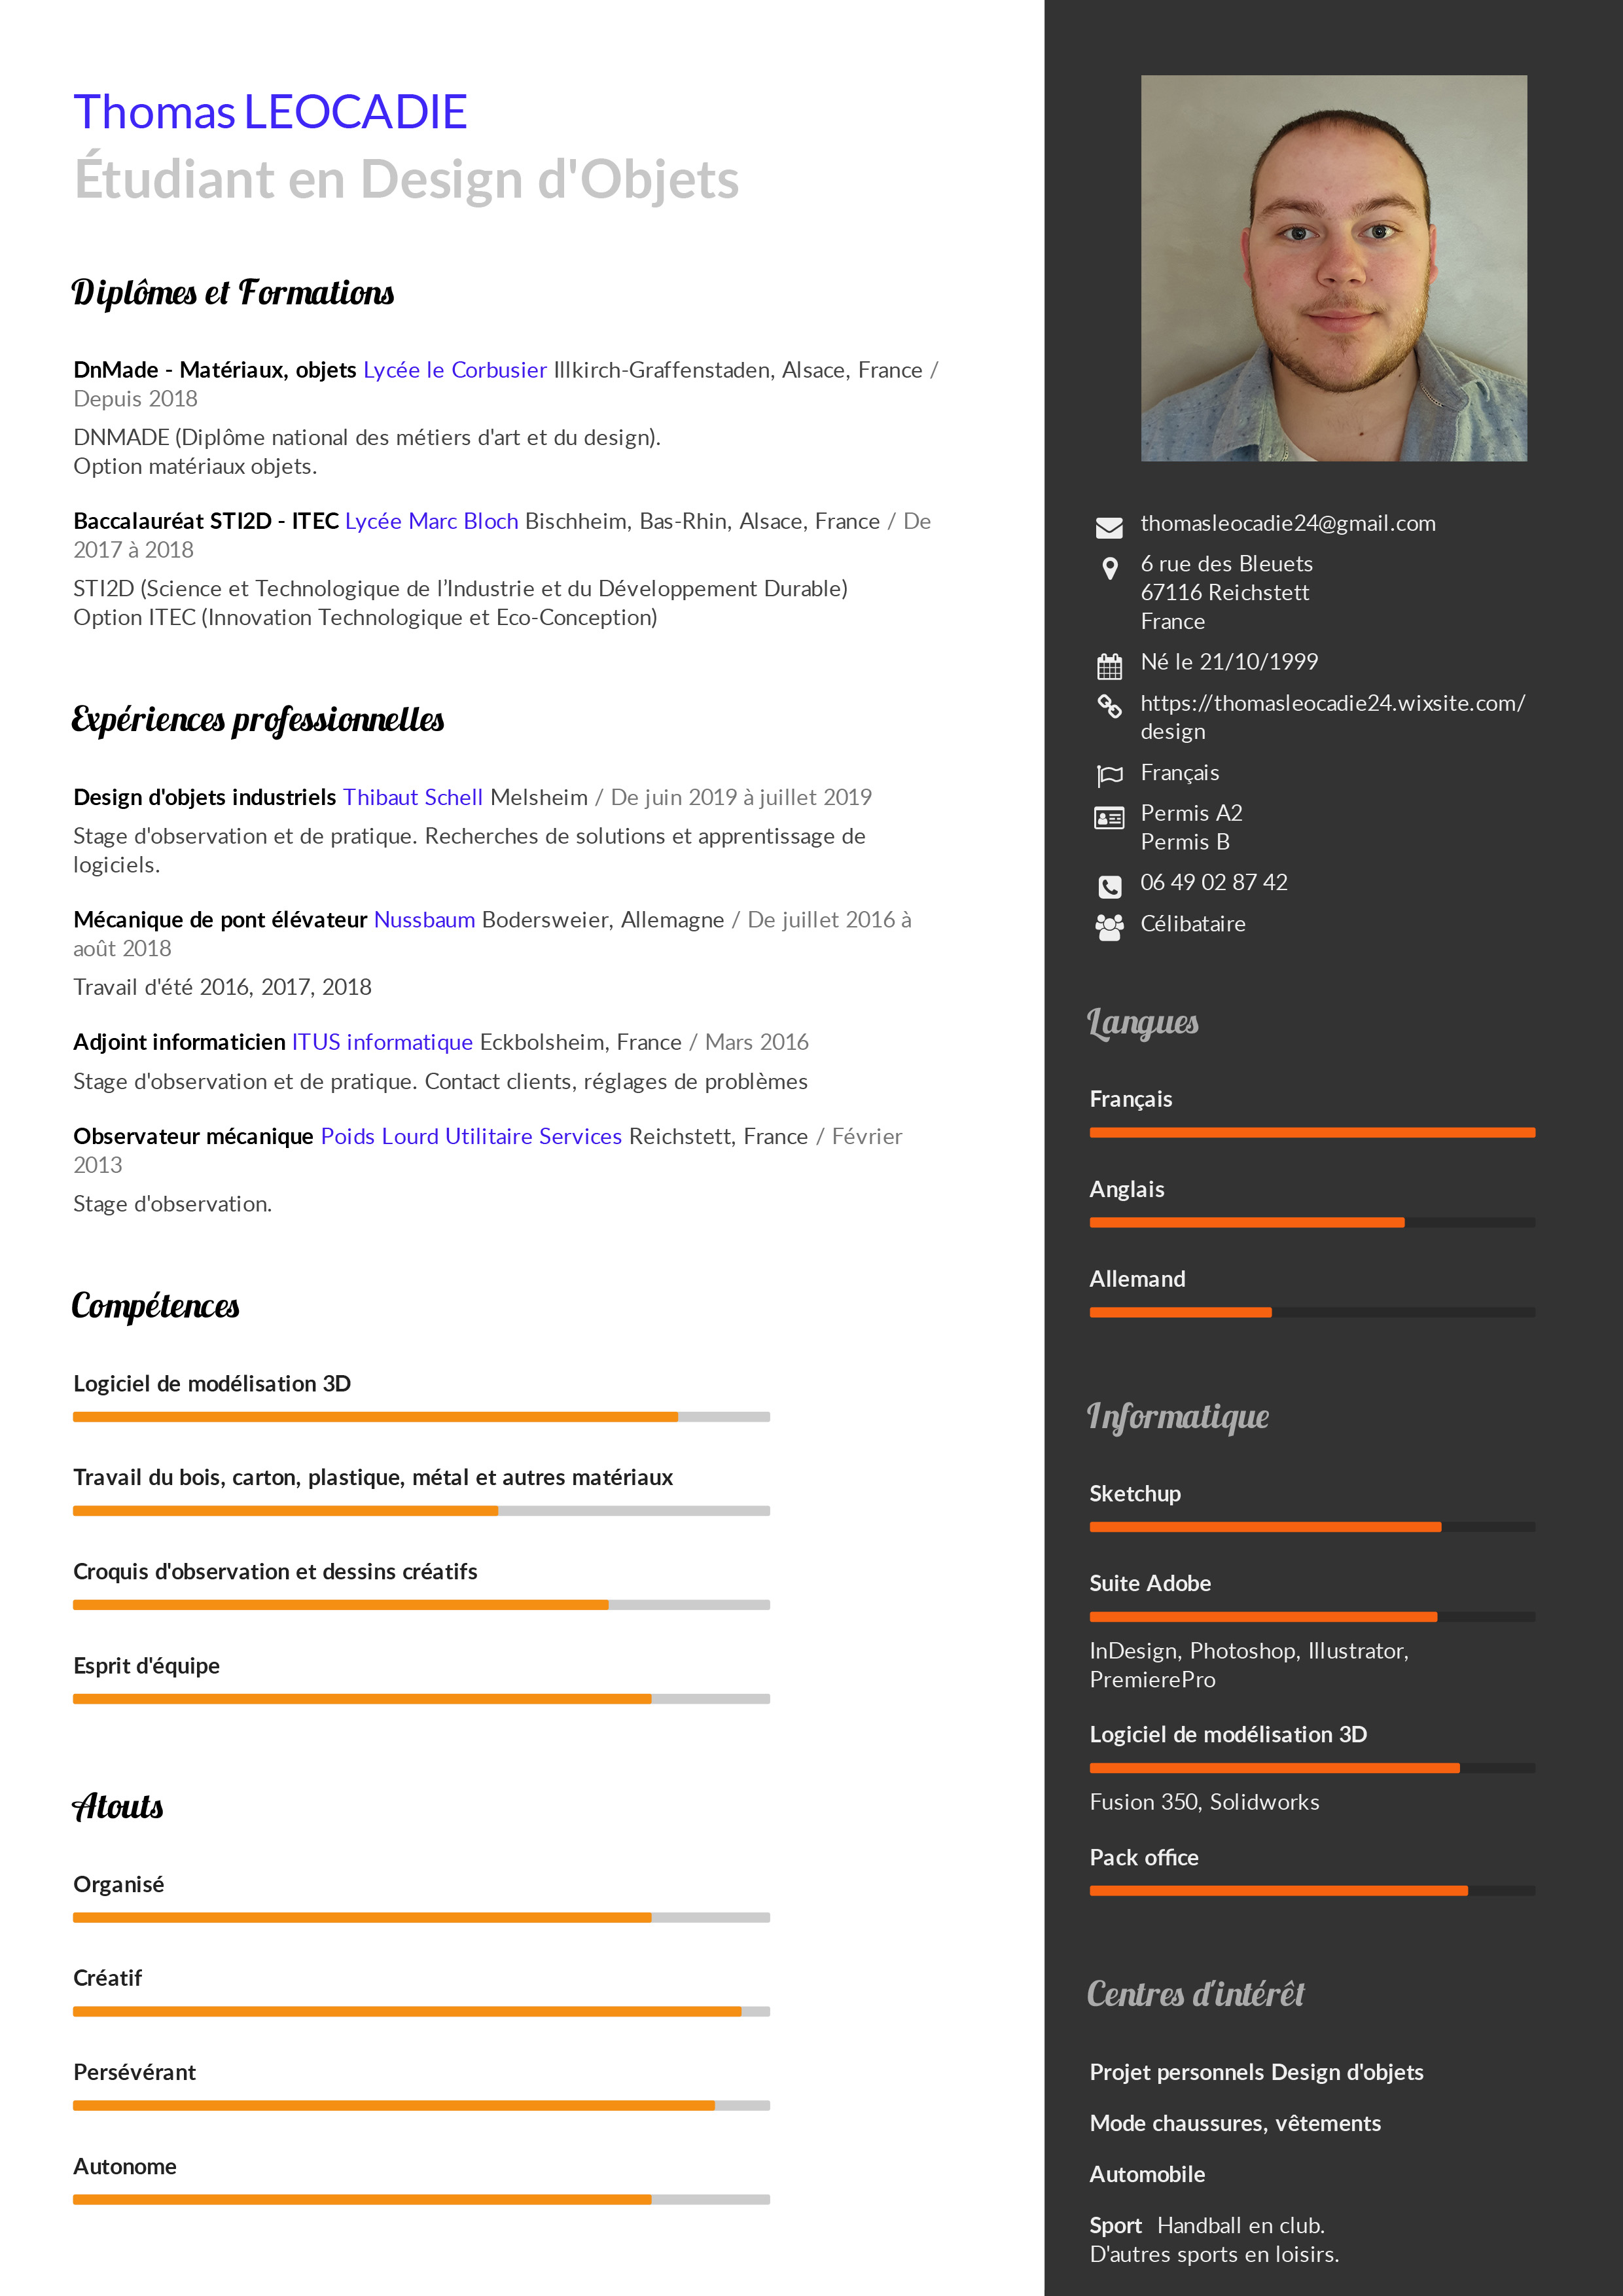 Thomas LEOCADIE
Étudiant en Design d'Objets
Diplômes et Formations
DnMade - Matériaux, objets Lycée le Corbusier Illkirch-Graffenstaden, Alsace, France /
Depuis 2018
DNMADE (Diplôme national des métiers d'art et du design).
Option matériaux objets.
Baccalauréat STI2D - ITEC Lycée Marc Bloch Bischheim, Bas-Rhin, Alsace, France / De
2017 à 2018
STI2D (Science et Technologique de l’Industrie et du Développement Durable)
Option ITEC (Innovation Technologique et Eco-Conception)
Expériences professionnelles
Design d'objets industriels Thibaut Schell Melsheim / De juin 2019 à juillet 2019
Stage d'observation et de pratique. Recherches de solutions et apprentissage de
logiciels.
Mécanique de pont élévateur Nussbaum Bodersweier, Allemagne / De juillet 2016 à
août 2018
Travail d'été 2016, 2017, 2018
Adjoint informaticien ITUS informatique Eckbolsheim, France / Mars 2016
Stage d'observation et de pratique. Contact clients, réglages de problèmes
Observateur mécanique Poids Lourd Utilitaire Services Reichstett, France / Février
2013
Stage d'observation.
Compétences
Logiciel de modélisation 3D
Travail du bois, carton, plastique, métal et autres matériaux
Croquis d'observation et dessins créatifs
Esprit d'équipe
Atouts
Organisé
Créatif
Persévérant
Autonome
thomasleocadie24@gmail.com
6 rue des Bleuets
67116 Reichstett
France
Né le 21/10/1999
https://thomasleocadie24.wixsite.com/
design
Français
Permis A2
Permis B
06 49 02 87 42
Célibataire
Langues
Français
Anglais
Allemand
Informatique
Sketchup
Suite Adobe
InDesign, Photoshop, Illustrator,
PremierePro
Logiciel de modélisation 3D
Fusion 350, Solidworks
Pack office
Centres d'intérêt
Projet personnels Design d'objets
Mode chaussures, vêtements
Automobile
Sport Handball en club.
D'autres sports en loisirs.